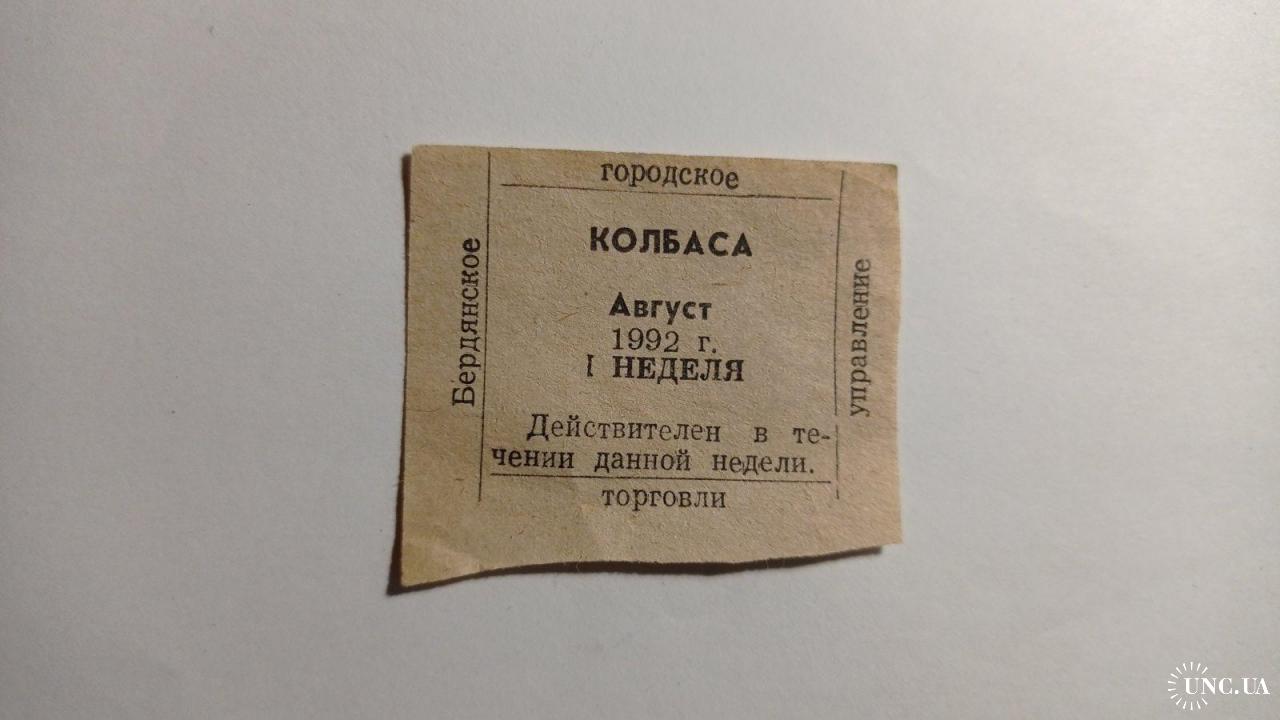 городское
Бердянское
КОЛБАСА
Август
1992 г.
I НЕДЕЛЯ
Действителен в те-
чении данной недели.
управление
торговли
UNC.UA